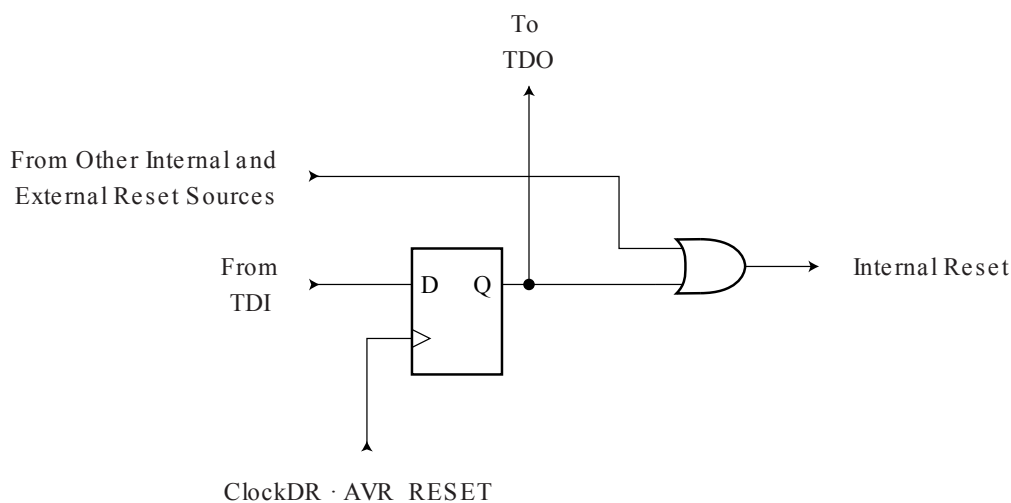 To
TDO
From Other Internal and
External Reset Sources
From
TDI
D Q
Internal Reset
ClockDR · AVR_RESET